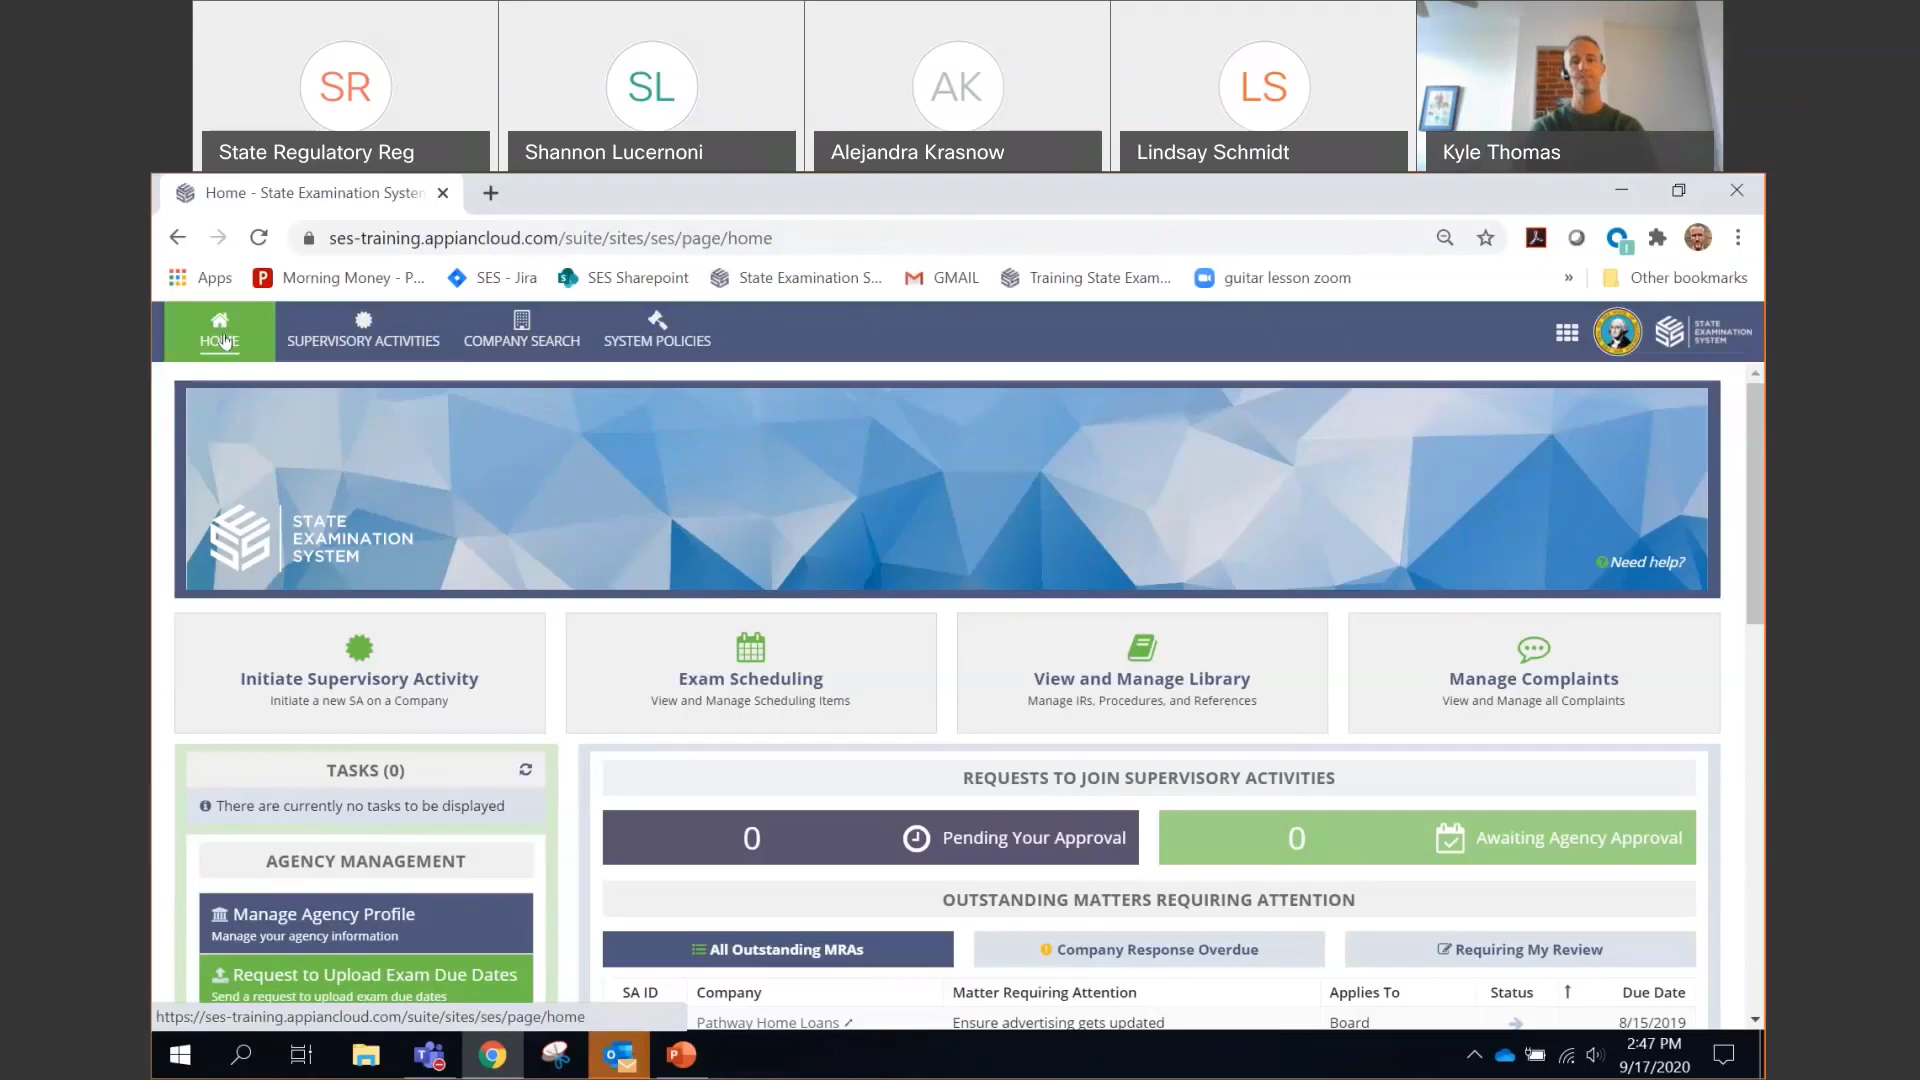 SR
SL
AK
LS
State Regulatory Reg
Shannon Lucernoni
Alejandra Krasnow
Lindsay Schmidt
Kyle Thomas
Home - State Examination System
ses-training.appiancloud.com/suite/sites/ses/page/home
Apps
Morning Money - P...
SES - Jira
SES Sharepoint
State Examination S...
GMAIL
Training State Exam...
guitar lesson zoom
»
Other bookmarks
HOME
SUPERVISORY ACTIVITIES
COMPANY SEARCH
SYSTEM POLICIES
STATE
EXAMINATION
SYSTEM
STATE
EXAMINATION
SYSTEM
Need help?
Initiate Supervisory Activity
Initiate a new SA on a Company
Exam Scheduling
View and Manage Scheduling Items
View and Manage Library
Manage IRs, Procedures, and References
Manage Complaints
View and Manage all Complaints
TASKS (0)
There are currently no tasks to be displayed
AGENCY MANAGEMENT
Manage Agency Profile
Manage your agency information
Request to Upload Exam Due Dates
Send a request to upload exam due dates
REQUESTS TO JOIN SUPERVISORY ACTIVITIES
0 Pending Your Approval
0 Awaiting Agency Approval
OUTSTANDING MATTERS REQUIRING ATTENTION
All Outstanding MRAs
Company Response Overdue
Requiring My Review
SA ID Company Matter Requiring Attention Applies To Status Due Date
Pathway Home Loans Ensure advertising gets updated Board 8/15/2019
https://ses-training.appiancloud.com/suite/sites/ses/page/home
2:47 PM
9/17/2020